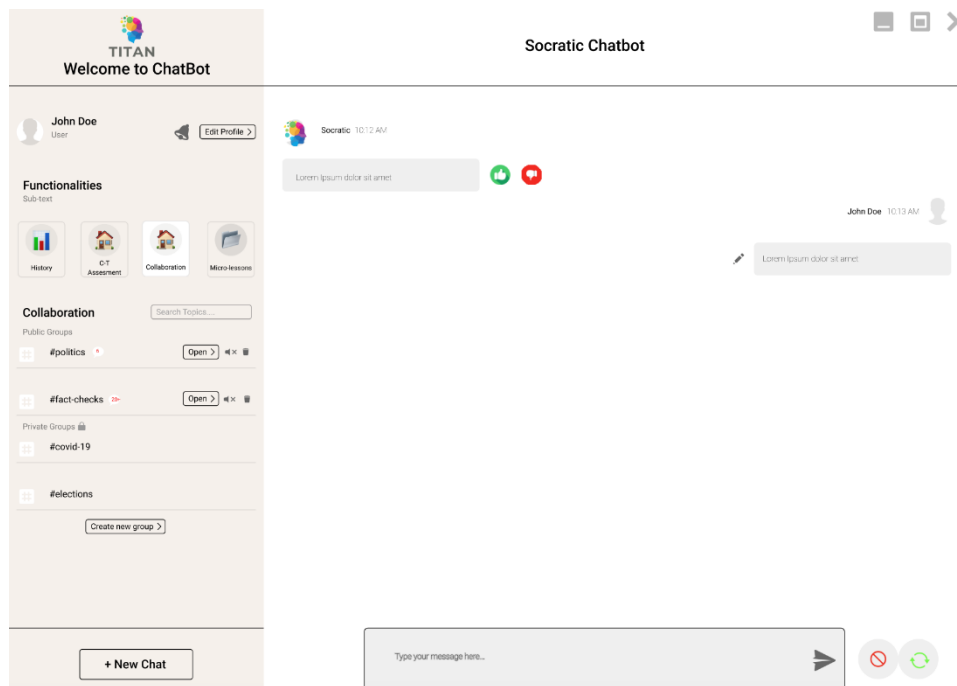 TITAN
Welcome to ChatBot
Socratic Chatbot
John Doe
User
Edit Profile >
Functionalities
Sub-text
History
C-T
Assesment
Collaboration
Micro-lessons
Collaboration
Search Topics....
Public Groups
#politics
Open >
#fact-checks
Open >
Private Groups
#covid-19
#elections
Create new group >
+ New Chat
Socratic 10:12 AM
Lorem Ipsum dolor sit amet
John Doe 10:13 AM
Lorem Ipsum dolor sit amet
Type your message here...